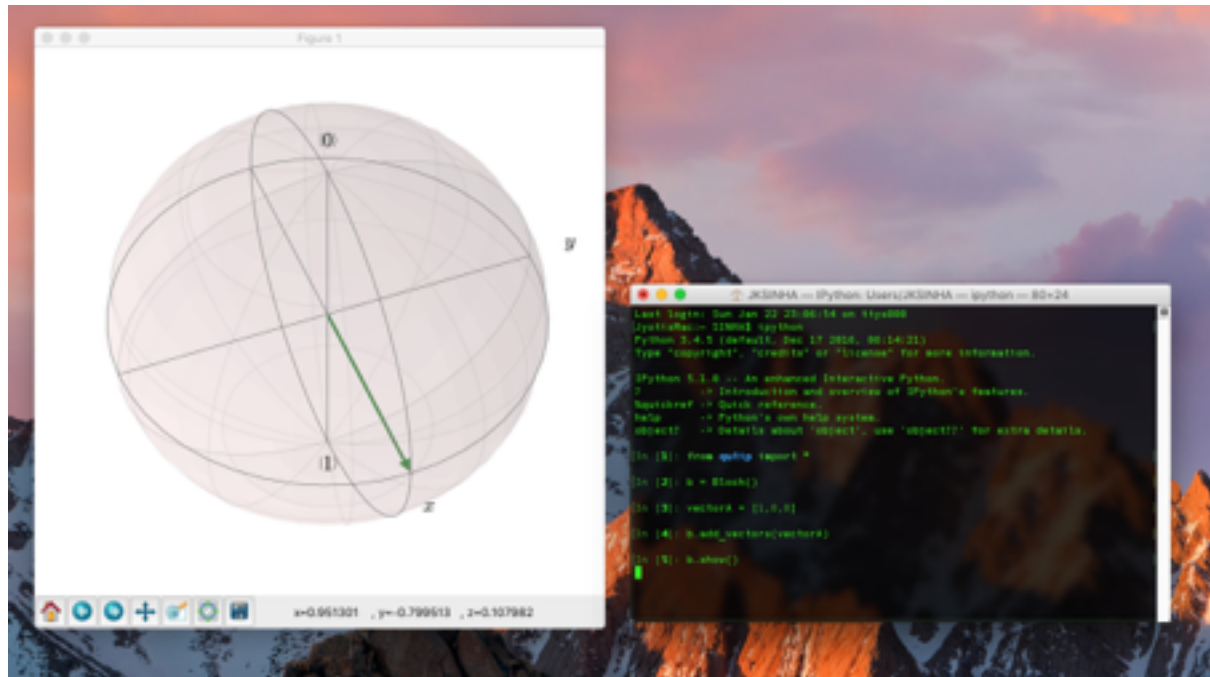 Figure 1
|0⟩
y
|1⟩
x
x=0.951301 , y=-0.799513 , z=0.107982
JKSINHA — IPython: Users/JKSINHA — ipython — 80×24
Last login: Sun Jan 22 23:06:14 on
SINHA$ ipython
Python 3.4.5 (default, Dec 17 2016, 00:14:21)
Type "copyright", "credits" or "license" for more information.
IPython 5.1.0 -- An enhanced Interactive Python.
? -> Introduction and overview of IPython's features.
%quickref -> Quick reference.
help -> Python's own help system.
object? -> Details about 'object', use 'object??' for extra details.
In [1]: from qutip import *
In [2]: b = Bloch()
In [3]: vectorA = [1,0,0]
In [4]: b.add_vectors(vectorA)
In [5]: b.show()